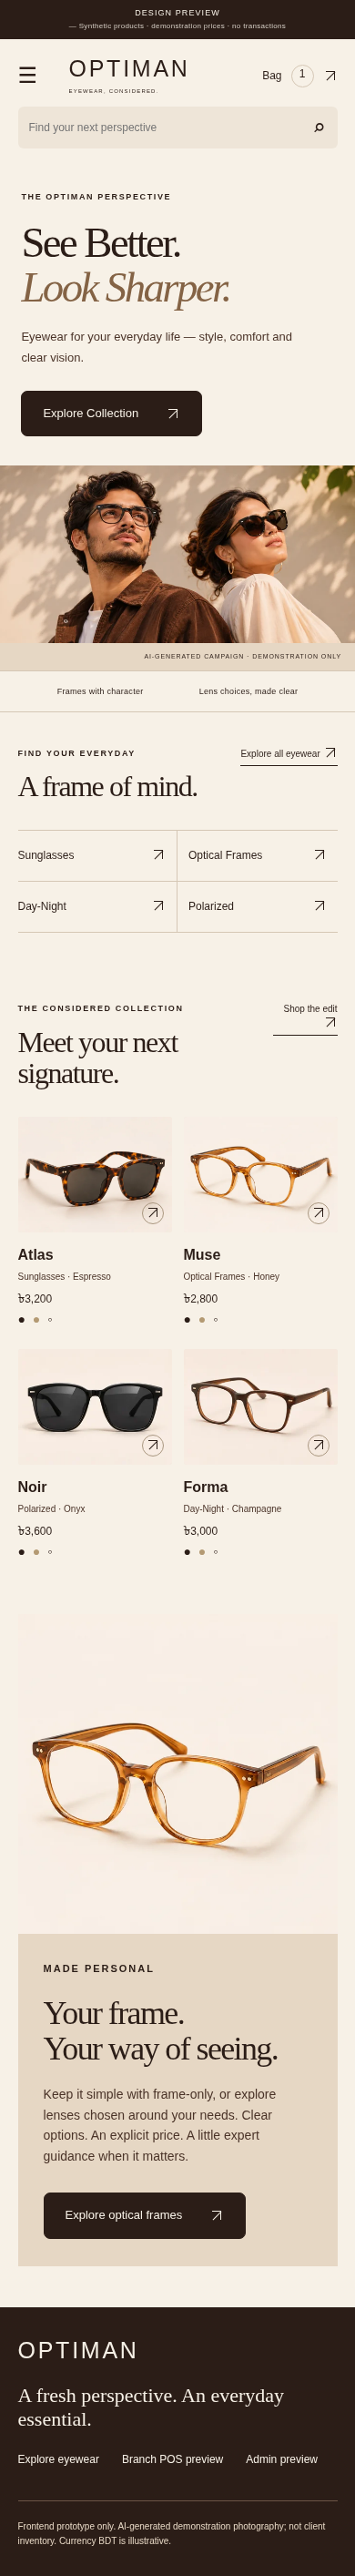 DESIGN PREVIEW
— Synthetic products · demonstration prices · no transactions
☰
OPTIMAN
EYEWEAR, CONSIDERED.
Bag 1
Find your next perspective
THE OPTIMAN PERSPECTIVE
See Better.
Look Sharper.
Eyewear for your everyday life — style, comfort and
clear vision.
Explore Collection
AI-GENERATED CAMPAIGN · DEMONSTRATION ONLY
Frames with character
Lens choices, made clear
FIND YOUR EVERYDAY
Explore all eyewear
A frame of mind.
Sunglasses
Optical Frames
Day-Night
Polarized
THE CONSIDERED COLLECTION
Shop the edit
Meet your next
signature.
Atlas
Sunglasses · Espresso
৳3,200
Muse
Optical Frames · Honey
৳2,800
Noir
Polarized · Onyx
৳3,600
Forma
Day-Night · Champagne
৳3,000
MADE PERSONAL
Your frame.
Your way of seeing.
Keep it simple with frame-only, or explore
lenses chosen around your needs. Clear
options. An explicit price. A little expert
guidance when it matters.
Explore optical frames
OPTIMAN
A fresh perspective. An everyday
essential.
Explore eyewear
Branch POS preview
Admin preview
Frontend prototype only. AI-generated demonstration photography; not client
inventory. Currency BDT is illustrative.